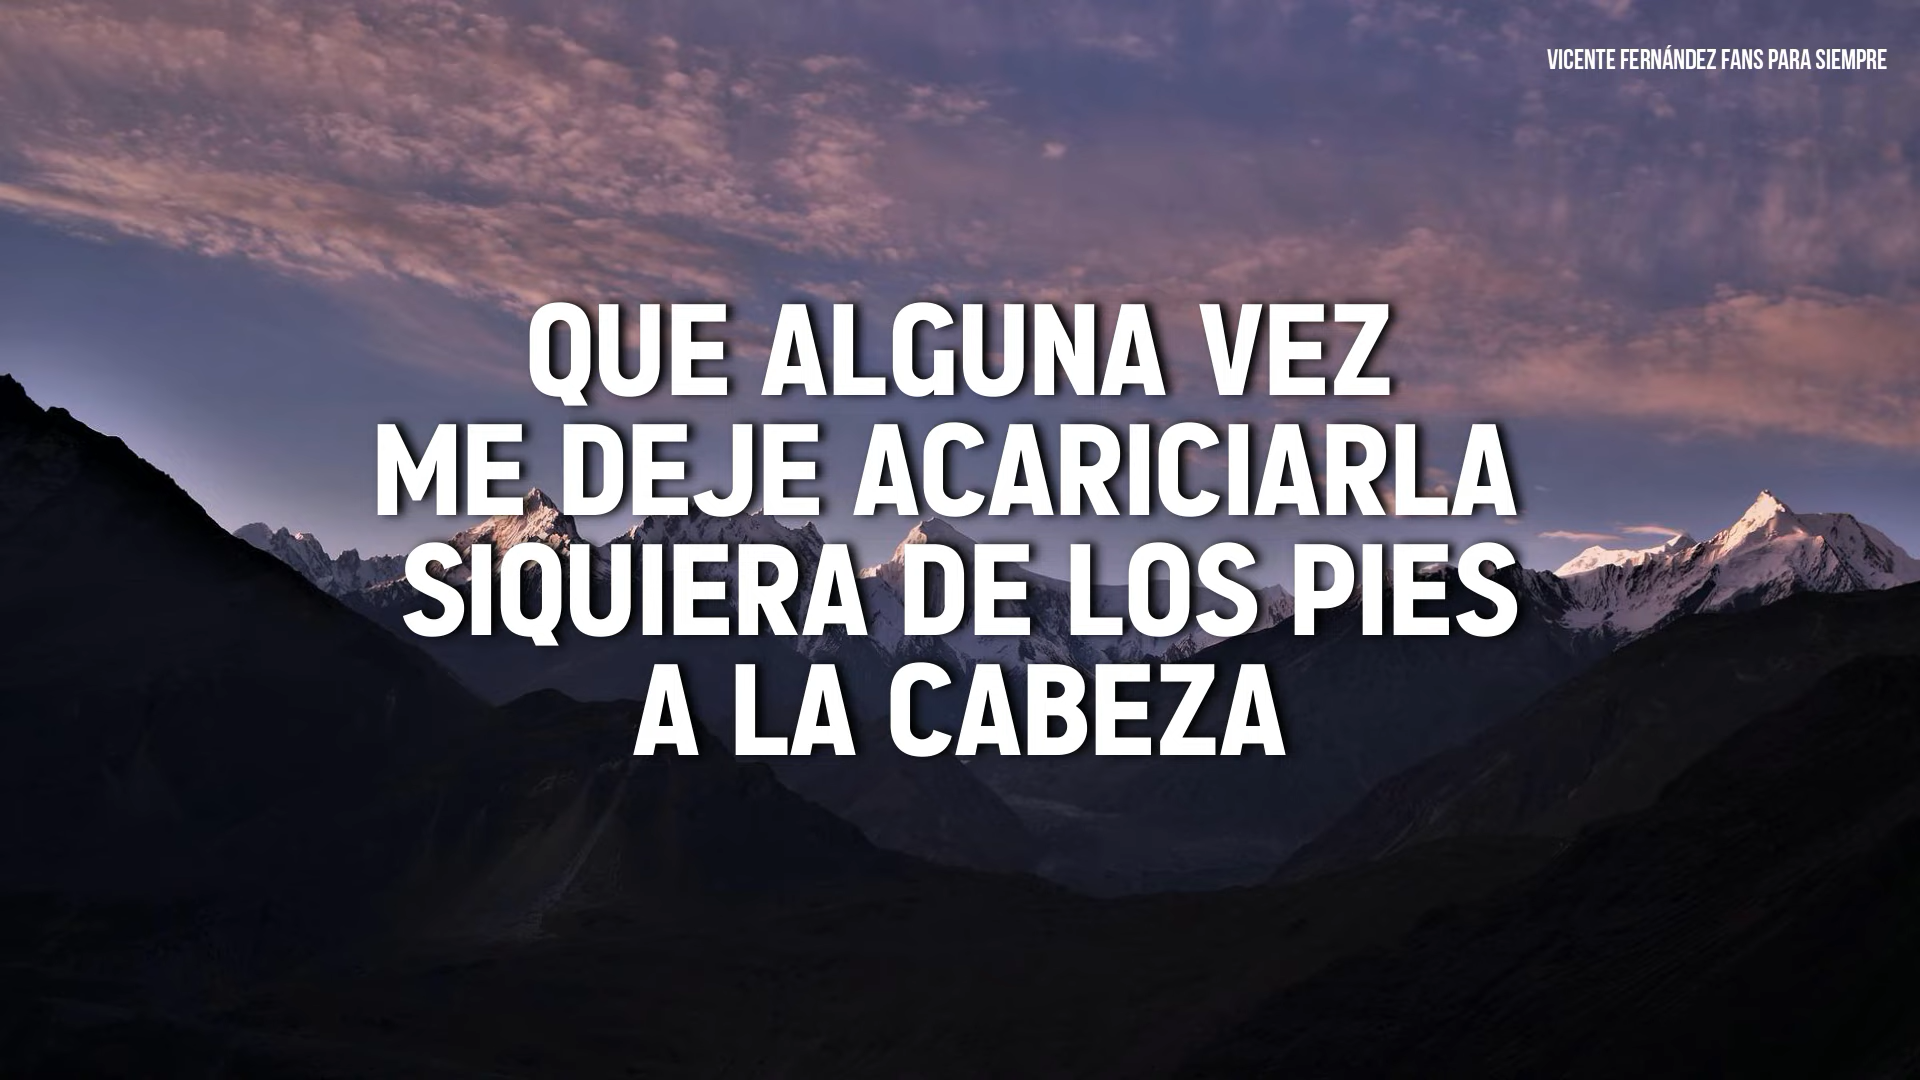 VICENTE FERNÁNDEZ FANS PARA SIEMPRE
QUE ALGUNA VEZ
ME DEJE ACARICIARLA
SIQUIERA DE LOS PIES
A LA CABEZA